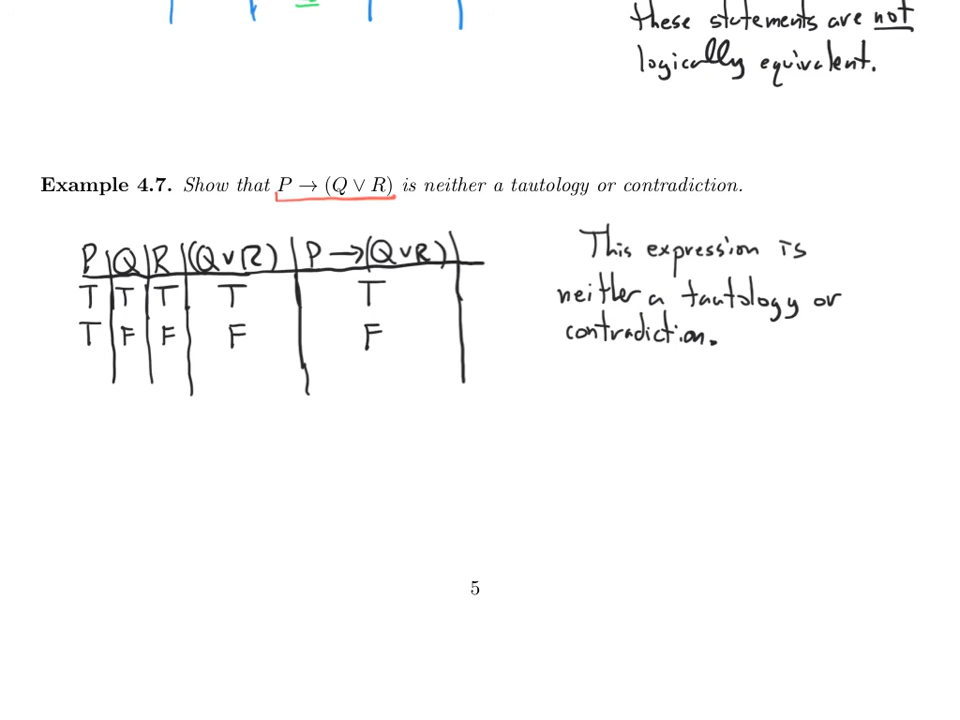 these statements are not
logically equivalent.
Example 4.7. Show that P → (Q ∨ R) is neither a tautology or contradiction.
P Q R (Q ∨ R) P → (Q ∨ R)
T T T T T
T F F F F
This expression is
neither a tautology or
contradiction.
5